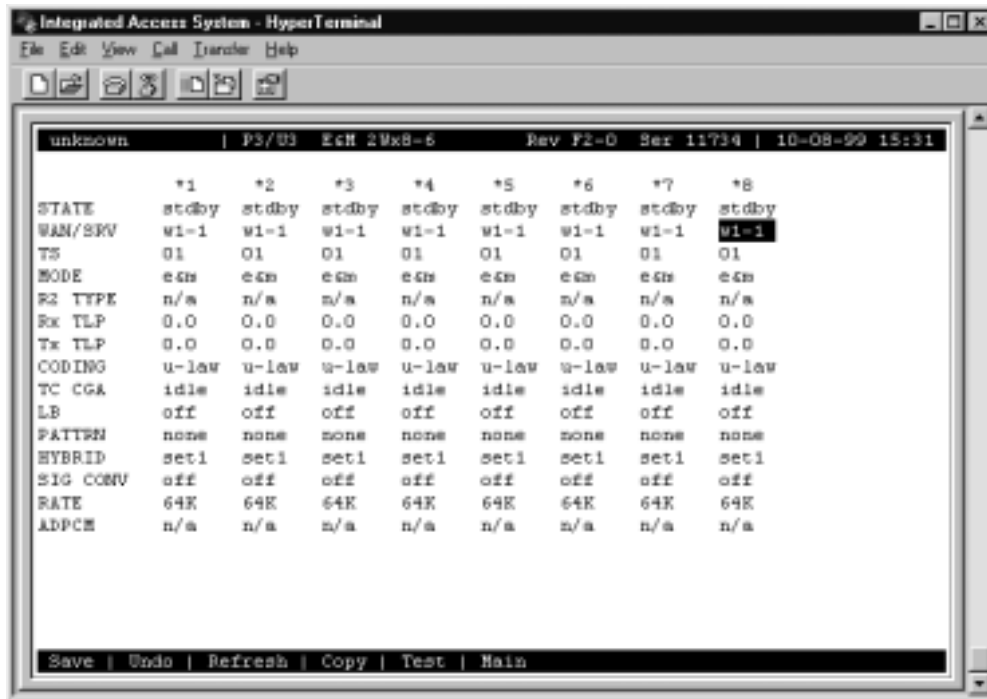 Integrated Access System - HyperTerminal
File Edit View Call Transfer Help
unknown | P3/U3 E&M 2Wx8-6 Rev F2-0 Ser 11734 | 10-08-99 15:31
*1 *2 *3 *4 *5 *6 *7 *8
STATE stdby stdby stdby stdby stdby stdby stdby stdby
WAN/SRV w1-1 w1-1 w1-1 w1-1 w1-1 w1-1 w1-1 w1-1
TS 01 01 01 01 01 01 01 01
MODE e&m e&m e&m e&m e&m e&m e&m e&m
R2 TYPE n/a n/a n/a n/a n/a n/a n/a n/a
Rx TLP 0.0 0.0 0.0 0.0 0.0 0.0 0.0 0.0
Tx TLP 0.0 0.0 0.0 0.0 0.0 0.0 0.0 0.0
CODING u-law u-law u-law u-law u-law u-law u-law u-law
TC CGA idle idle idle idle idle idle idle idle
LB off off off off off off off off
PATTRN none none none none none none none none
HYBRID set1 set1 set1 set1 set1 set1 set1 set1
SIG CONV off off off off off off off off
RATE 64K 64K 64K 64K 64K 64K 64K 64K
ADPCM n/a n/a n/a n/a n/a n/a n/a n/a
Save | Undo | Refresh | Copy | Test | Main